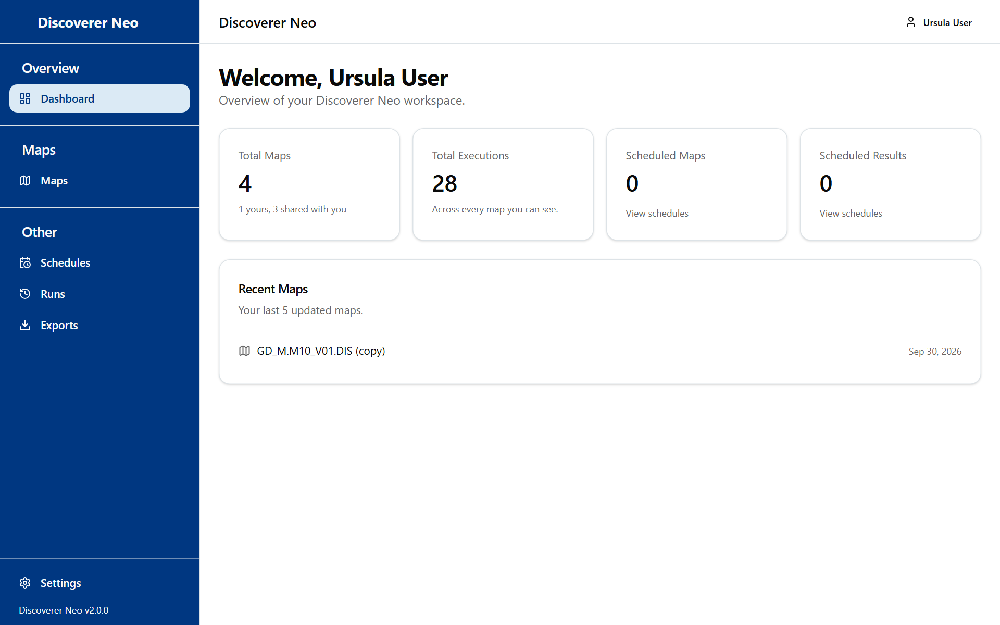 Discoverer Neo
Overview
Dashboard
Maps
Maps
Other
Schedules
Runs
Exports
Settings
Discoverer Neo v2.0.0
Discoverer Neo
Ursula User
Welcome, Ursula User
Overview of your Discoverer Neo workspace.
Total Maps
4
1 yours, 3 shared with you
Total Executions
28
Across every map you can see.
Scheduled Maps
0
View schedules
Scheduled Results
0
View schedules
Recent Maps
Your last 5 updated maps.
GD_M.M10_V01.DIS (copy)
Sep 30, 2026